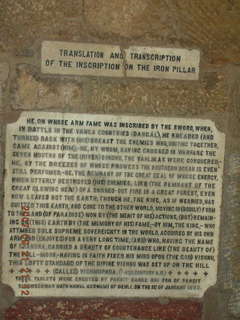 TRANSLATION AND TRANSCRIPTION
OF THE INSCRIPTION ON THE IRON PILLAR
HE, ON WHOSE ARM FAME WAS INSCRIBED BY THE SWORD, WHEN,
IN BATTLE IN THE VANGA COUNTRIES (BANGAL), HE KNEADED (AND
TURNED) BACK WITH (HIS) BREAST THE ENEMIES WHO, UNITING TOGETHER,
CAME AGAINST (HIM);- HE, BY WHOM, HAVING CROSSED IN WARFARE THE
SEVEN MOUTHS OF THE (RIVER) SINDHU, THE VAHLIKAS WERE CONQUERED;-
HE, BY THE BREEZES OF WHOSE PROWESS THE SOUTHERN OCEAN IS EVEN
STILL PERFUMED;- HE, THE REMNANT OF THE GREAT ZEAL OF WHOSE ENERGY,
WHICH UTTERLY DESTROYED (HIS) ENEMIES, LIKE (THE REMNANT OF THE
GREAT GLOWING HEAT) OF A BURNED-OUT FIRE IN A GREAT FOREST, EVEN
NOW LEAVES NOT THE EARTH; THOUGH HE, THE KING, AS IF WEARIED, HAS
QUITTED THIS EARTH, AND GONE TO THE OTHER WORLD, MOVING IN (BODILY) FORM
TO THE LAND (OF PARADISE) WON BY (THE MERIT OF HIS) ACTIONS, (BUT) REMAINING
ON (THIS) EARTH BY (THE MEMORY OF HIS) FAME;- BY HIM, THE KING,- WHO
ATTAINED SOLE SUPREME SOVEREIGNTY IN THE WORLD, ACQUIRED BY HIS OWN
ARM AND (ENJOYED) FOR A VERY LONG TIME; (AND) WHO, HAVING THE NAME
OF CHANDRA, CARRIED A BEAUTY OF COUNTENANCE LIKE (THE BEAUTY OF)
THE FULL-MOON;- HAVING IN FAITH FIXED HIS MIND UPON (THE GOD) VISHNU,
THIS LOFTY STANDARD OF THE DIVINE VISHNU WAS SET UP ON THE HILL
(CALLED) VISHNUPADA.